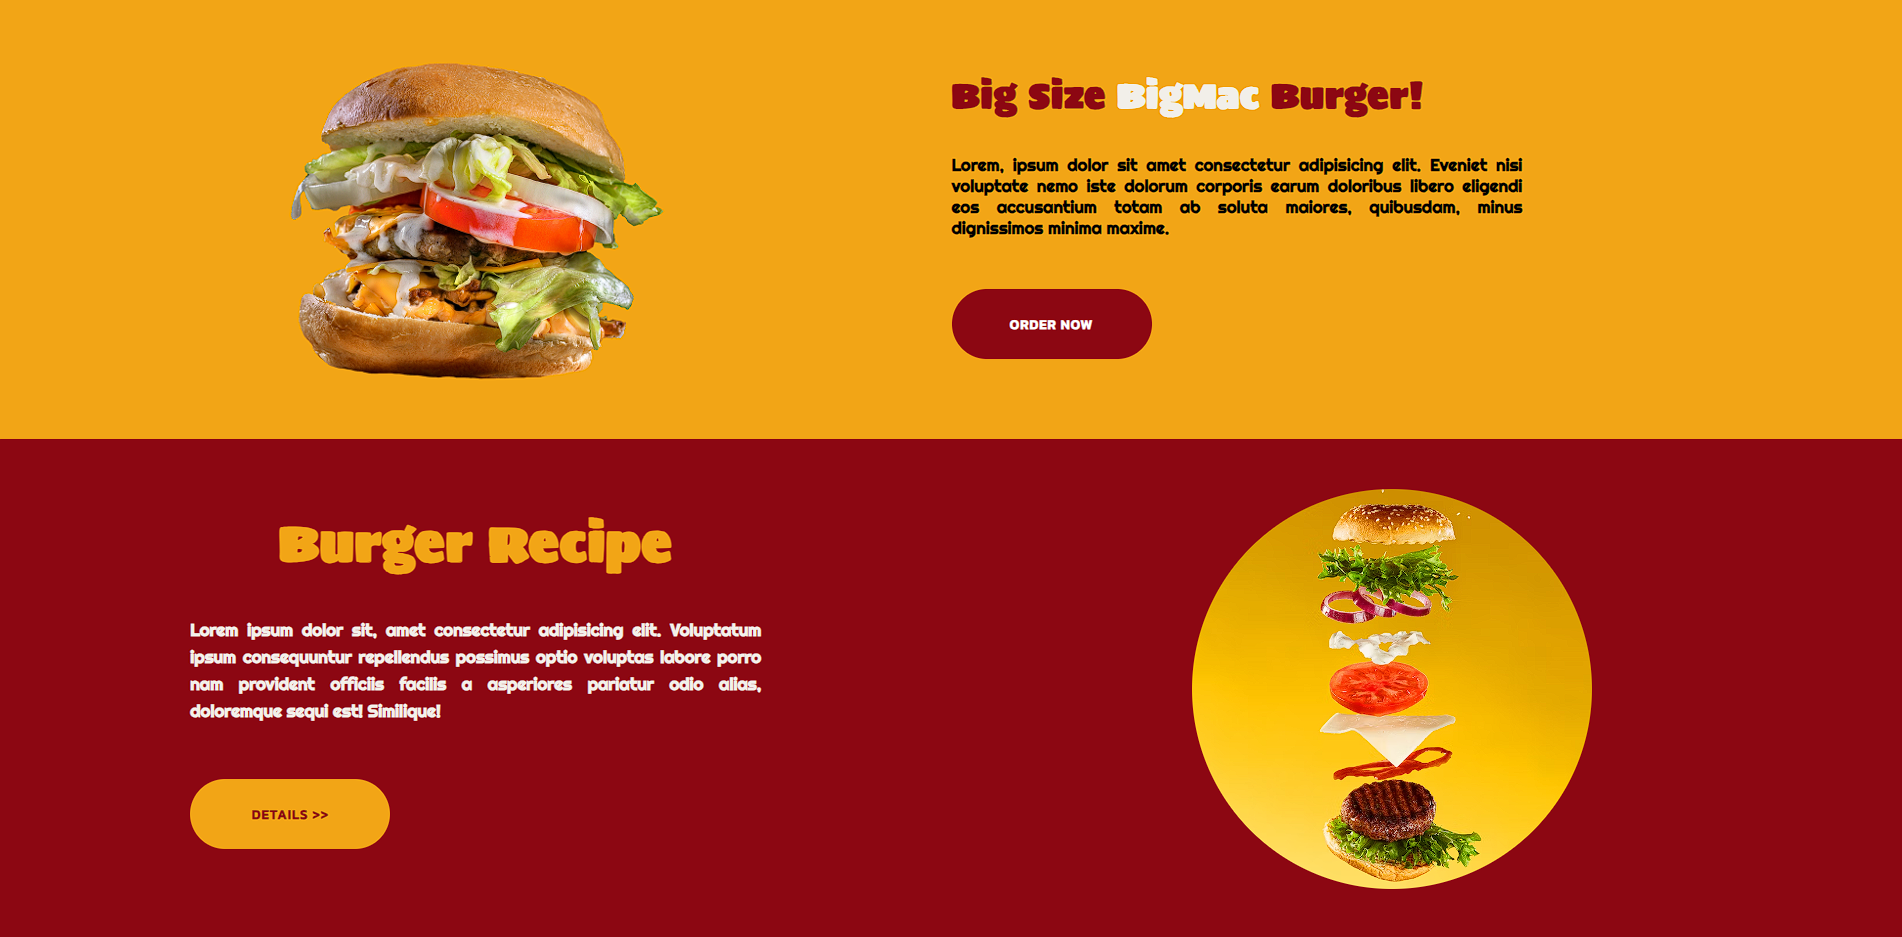 Big Size BigMac Burger!
Lorem, ipsum dolor sit amet consectetur adipisicing elit. Eveniet nisi
voluptate nemo iste dolorum corporis earum doloribus libero eligendi
eos accusantium totam ab soluta maiores, quibusdam, minus
dignissimos minima maxime.
ORDER NOW
Burger Recipe
Lorem ipsum dolor sit, amet consectetur adipisicing elit. Voluptatum
ipsum consequuntur repellendus possimus optio voluptas labore porro
nam provident officiis facilis a asperiores pariatur odio alias,
doloremque sequi est! Similique!
DETAILS >>